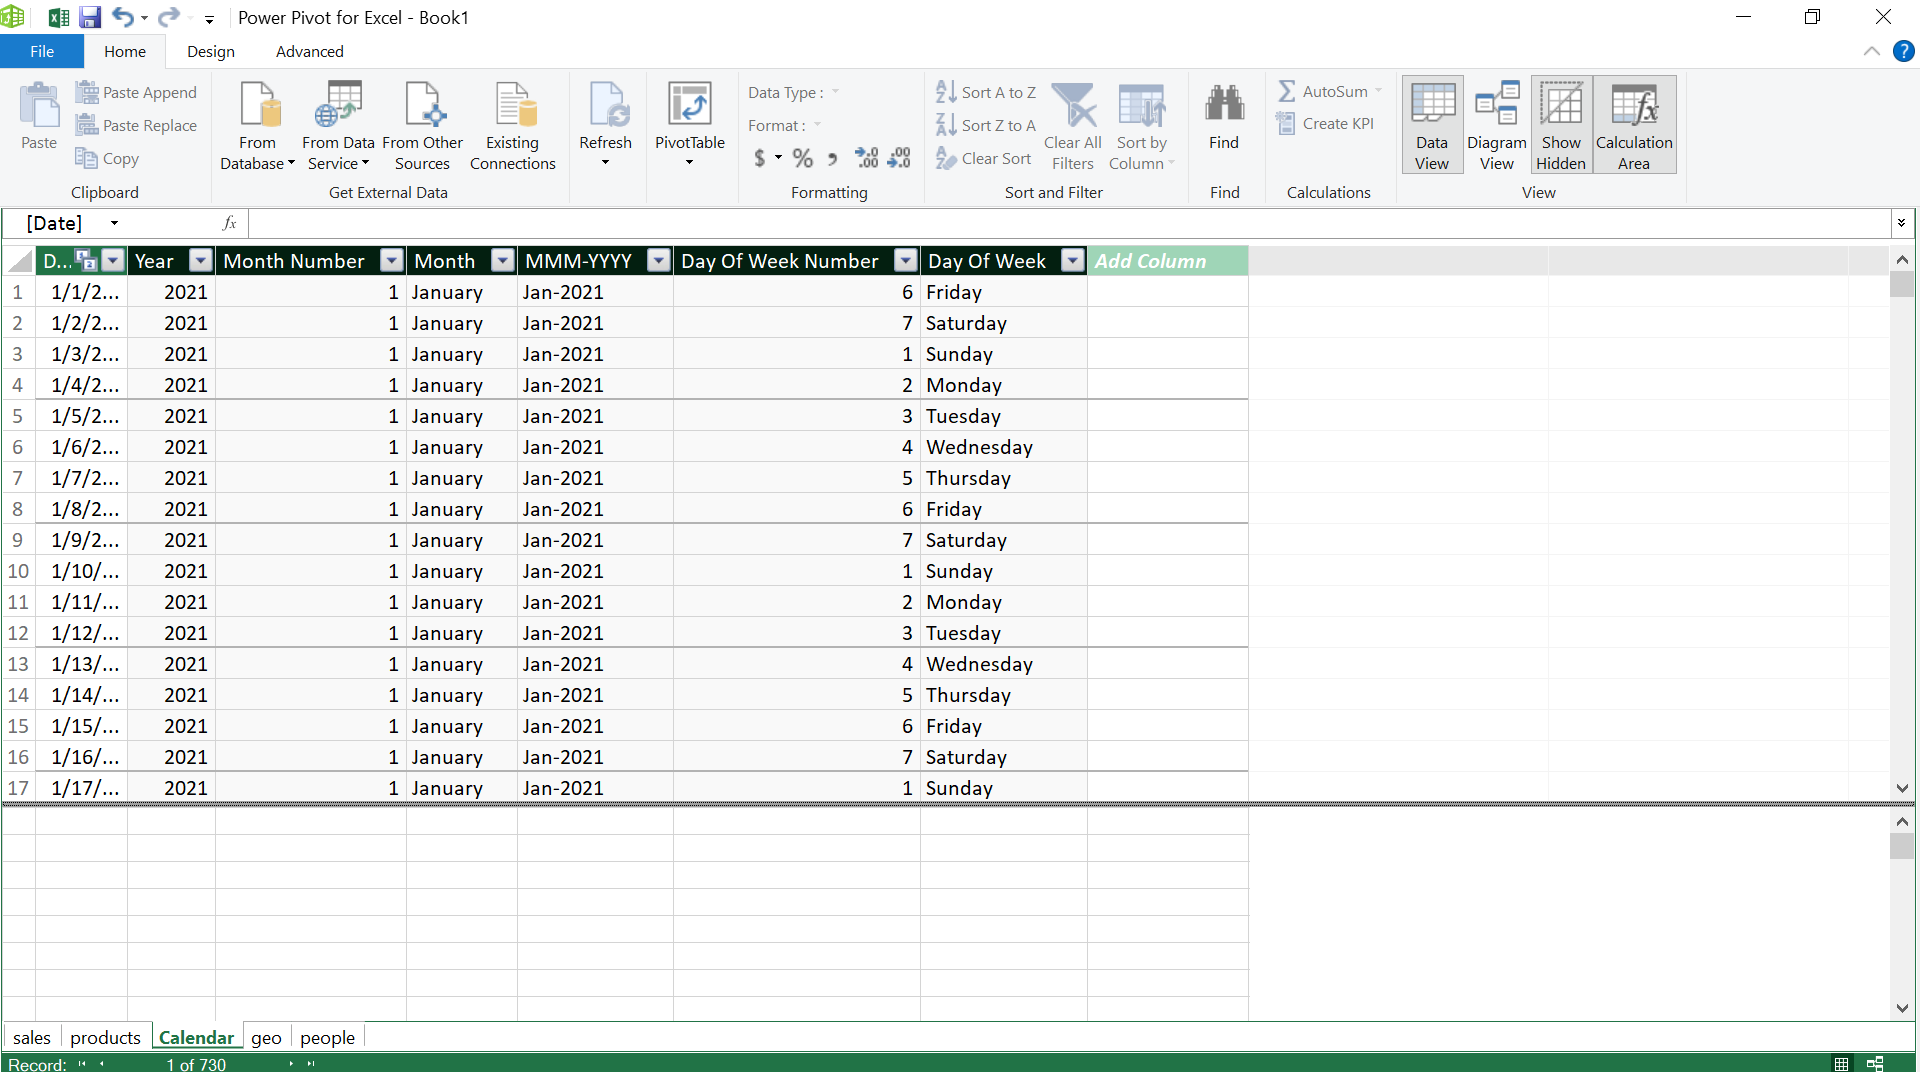 Power Pivot for Excel - Book1
File Home Design Advanced
Paste Paste Append Paste Replace Copy
Clipboard
From Database From Data Service From Other Sources Existing Connections
Get External Data
Refresh
PivotTable
Data Type :
Format :
$ % , .0 .00 .00 .0
Formatting
Sort A to Z
Sort Z to A
Clear Sort
Clear All Filters Sort by Column
Sort and Filter
Find
Find
AutoSum
Create KPI
Calculations
Data View Diagram View Show Hidden Calculation Area
View
[Date] fx
D... Year Month Number Month MMM-YYYY Day Of Week Number Day Of Week Add Column
1 1/1/2... 2021 1 January Jan-2021 6 Friday
2 1/2/2... 2021 1 January Jan-2021 7 Saturday
3 1/3/2... 2021 1 January Jan-2021 1 Sunday
4 1/4/2... 2021 1 January Jan-2021 2 Monday
5 1/5/2... 2021 1 January Jan-2021 3 Tuesday
6 1/6/2... 2021 1 January Jan-2021 4 Wednesday
7 1/7/2... 2021 1 January Jan-2021 5 Thursday
8 1/8/2... 2021 1 January Jan-2021 6 Friday
9 1/9/2... 2021 1 January Jan-2021 7 Saturday
10 1/10/... 2021 1 January Jan-2021 1 Sunday
11 1/11/... 2021 1 January Jan-2021 2 Monday
12 1/12/... 2021 1 January Jan-2021 3 Tuesday
13 1/13/... 2021 1 January Jan-2021 4 Wednesday
14 1/14/... 2021 1 January Jan-2021 5 Thursday
15 1/15/... 2021 1 January Jan-2021 6 Friday
16 1/16/... 2021 1 January Jan-2021 7 Saturday
17 1/17/... 2021 1 January Jan-2021 1 Sunday
sales products Calendar geo people
Record: 1 of 730